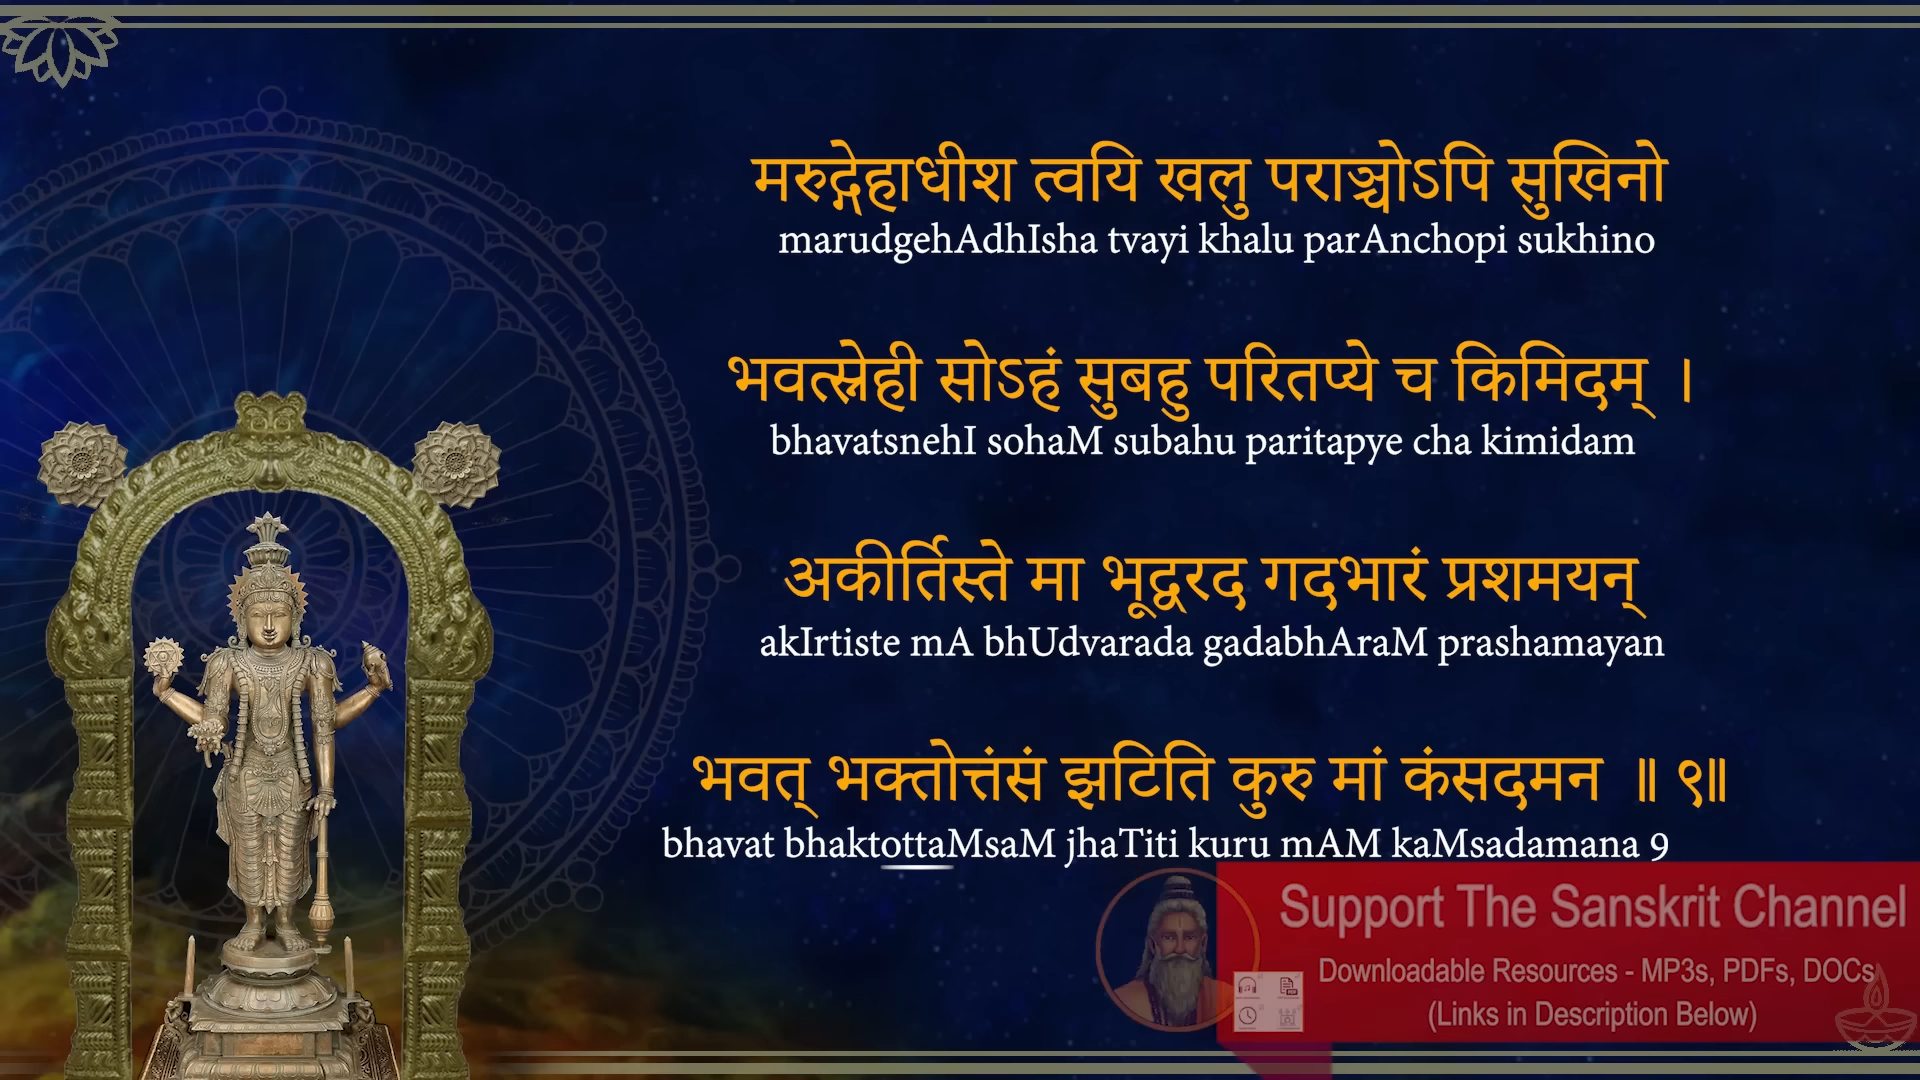 मरुद्गेहाधीश त्वयि खलु पराञ्चोऽपि सुखिनो
marudgehAdhIsha tvayi khalu parAnchopi sukhino
भवत्स्नेही सोऽहं सुबहु परितप्ये च किमिदम् ।
bhavatsnehI sohaM subahu paritapye cha kimidam
अकीर्तिस्ते मा भूद्वरद गदभारं प्रशमयन्
akIrtiste mA bhUdvarada gadabhAraM prashamayan
भवत् भक्तोत्तंसं झटिति कुरु मां कंसदमन ॥ ९॥
bhavat bhaktottaMsaM jhaTiti kuru mAM kaMsadamana 9
Support The Sanskrit Channel
Downloadable Resources - MP3s, PDFs, DOCs
(Links in Description Below)